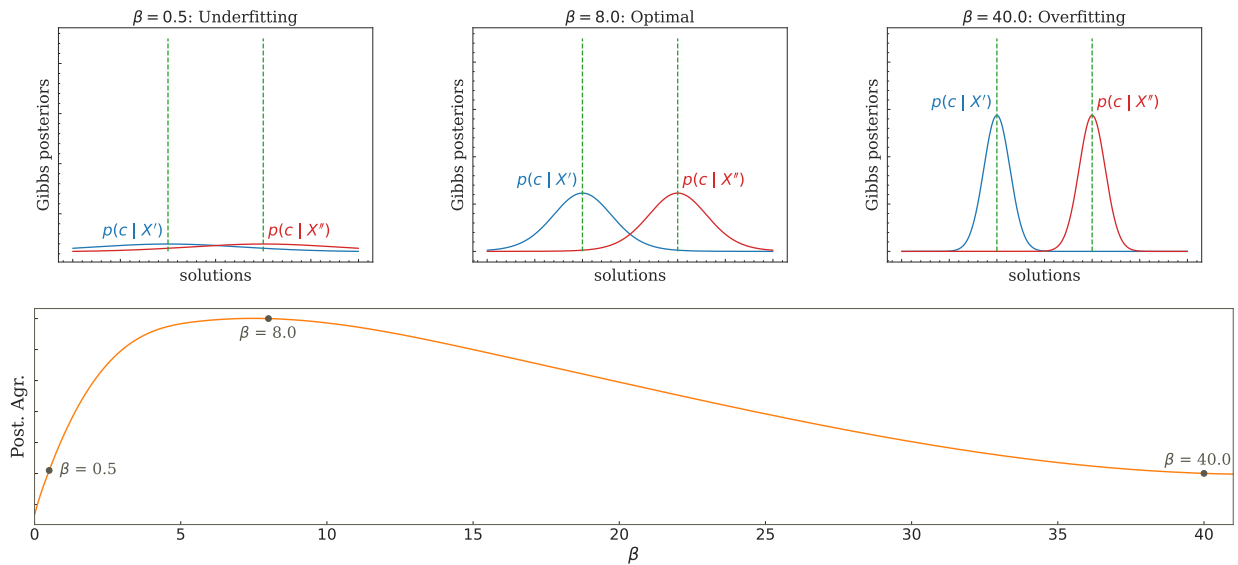 β = 0.5: Underfitting
Gibbs posteriors
p(c | X′)
p(c | X″)
solutions
β = 8.0: Optimal
Gibbs posteriors
p(c | X′)
p(c | X″)
solutions
β = 40.0: Overfitting
Gibbs posteriors
p(c | X′)
p(c | X″)
solutions
Post. Agr.
β = 0.5
β = 8.0
β = 40.0
0 5 10 15 20 25 30 35 40
β